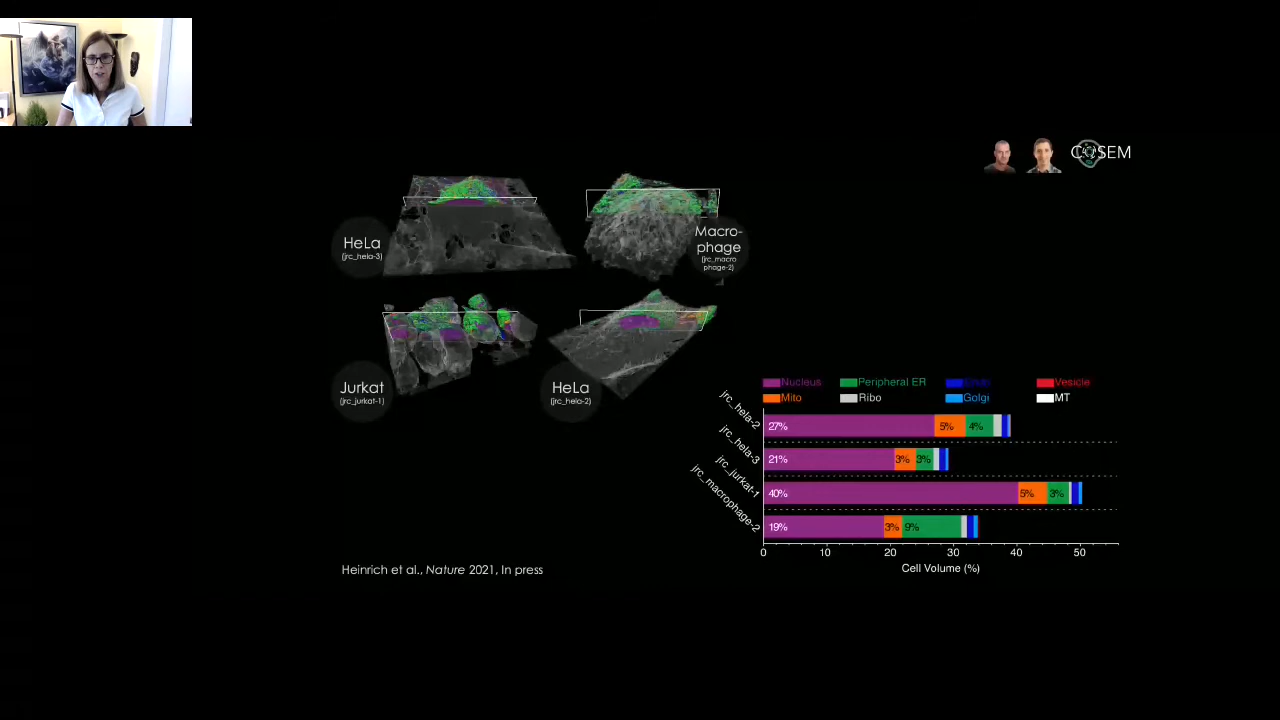 COSEM
HeLa
(jrc_hela-3)
Macro-
phage
(jrc_macro
phage-2)
Jurkat
(jrc_jurkat-1)
HeLa
(jrc_hela-2)
Nucleus
Peripheral ER
Vesicle
Mito
Ribo
Golgi
MT
jrc_hela-2
27%
5%
4%
jrc_hela-3
21%
3%
3%
jrc_jurkat-1
40%
5%
3%
jrc_macrophage-2
19%
3%
9%
0 10 20 30 40 50
Cell Volume (%)
Heinrich et al., Nature 2021, In press